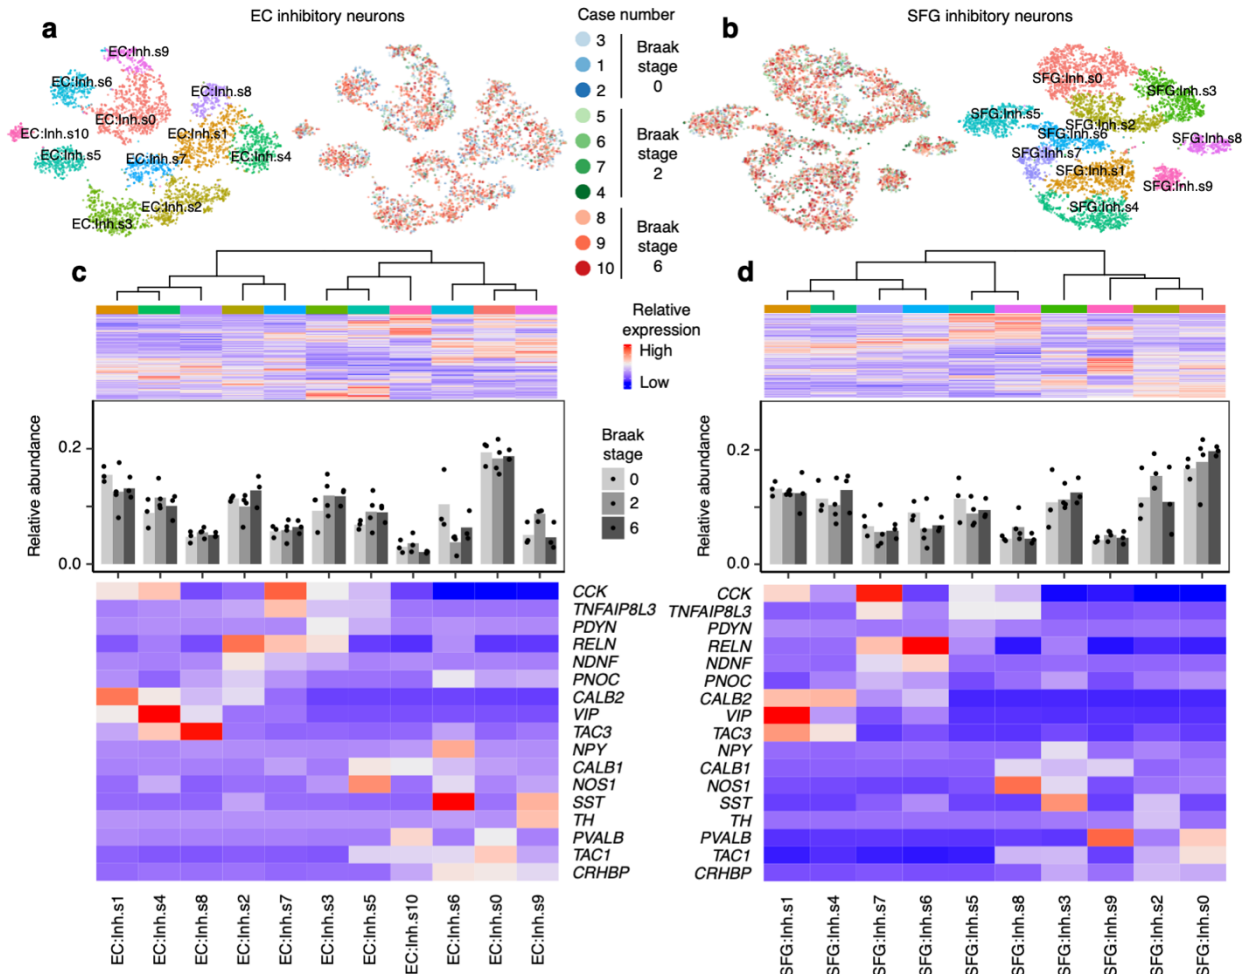 a
EC inhibitory neurons
Case number
b
SFG inhibitory neurons
EC:Inh.s9
EC:Inh.s6
EC:Inh.s8
EC:Inh.s0
EC:Inh.s1
EC:Inh.s10
EC:Inh.s5
EC:Inh.s7
EC:Inh.s4
EC:Inh.s2
EC:Inh.s3
3
1
2
Braak
stage
0
5
6
7
4
Braak
stage
2
8
9
10
Braak
stage
6
SFG:Inh.s0
SFG:Inh.s3
SFG:Inh.s5
SFG:Inh.s2
SFG:Inh.s6
SFG:Inh.s8
SFG:Inh.s7
SFG:Inh.s1
SFG:Inh.s9
SFG:Inh.s4
c
Relative
expression
High
Low
d
Relative abundance
0.2
0.0
Braak
stage
0
2
6
Relative abundance
0.2
0.0
CCK
TNFAIP8L3
PDYN
RELN
NDNF
PNOC
CALB2
VIP
TAC3
NPY
CALB1
NOS1
SST
TH
PVALB
TAC1
CRHBP
CCK
TNFAIP8L3
PDYN
RELN
NDNF
PNOC
CALB2
VIP
TAC3
NPY
CALB1
NOS1
SST
TH
PVALB
TAC1
CRHBP
EC:Inh.s1
EC:Inh.s4
EC:Inh.s8
EC:Inh.s2
EC:Inh.s7
EC:Inh.s3
EC:Inh.s5
EC:Inh.s10
EC:Inh.s6
EC:Inh.s0
EC:Inh.s9
SFG:Inh.s1
SFG:Inh.s4
SFG:Inh.s7
SFG:Inh.s6
SFG:Inh.s5
SFG:Inh.s8
SFG:Inh.s3
SFG:Inh.s9
SFG:Inh.s2
SFG:Inh.s0